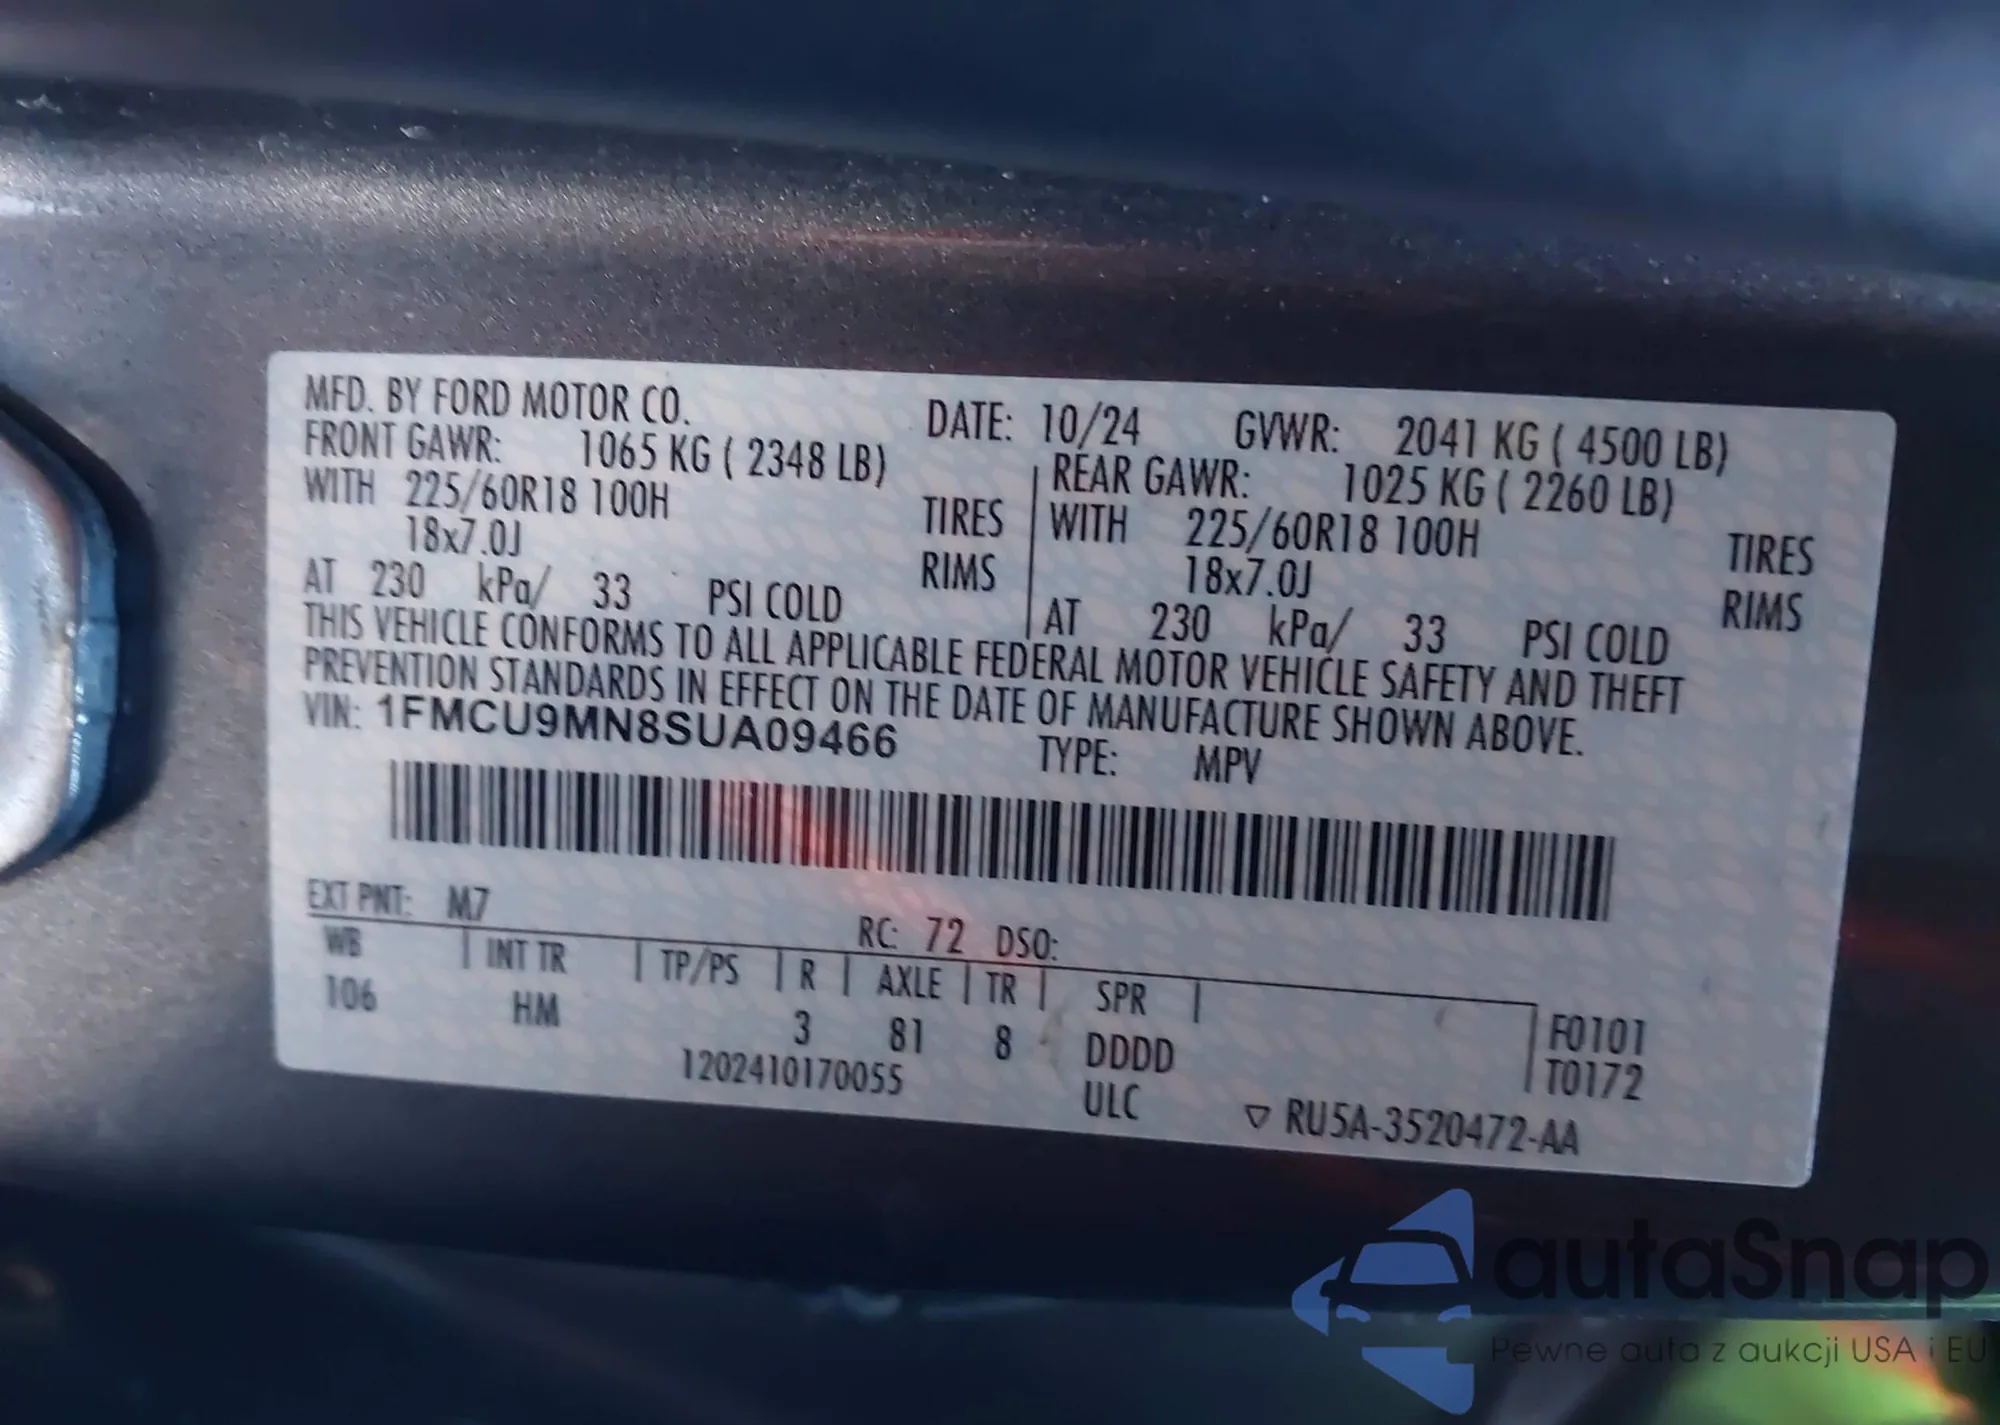 MFD. BY FORD MOTOR CO. DATE: 10/24 GVWR: 2041 KG ( 4500 LB)
FRONT GAWR: 1065 KG ( 2348 LB) REAR GAWR: 1025 KG ( 2260 LB)
WITH 225/60R18 100H TIRES WITH 225/60R18 100H TIRES
18x7.0J RIMS 18x7.0J RIMS
AT 230 kPa/ 33 PSI COLD AT 230 kPa/ 33 PSI COLD
THIS VEHICLE CONFORMS TO ALL APPLICABLE FEDERAL MOTOR VEHICLE SAFETY AND THEFT
PREVENTION STANDARDS IN EFFECT ON THE DATE OF MANUFACTURE SHOWN ABOVE.
VIN: 1FMCU9MN8SUA09466 TYPE: MPV
EXT PNT: M7 RC: 72 DSO:
WB INT TR TP/PS R AXLE TR SPR
106 HM 3 81 8 DDDD F0101
1202410170055 ULC T0172
▽ RU5A-3520472-AA
autaSnap
Pewne auta z aukcji USA i EU